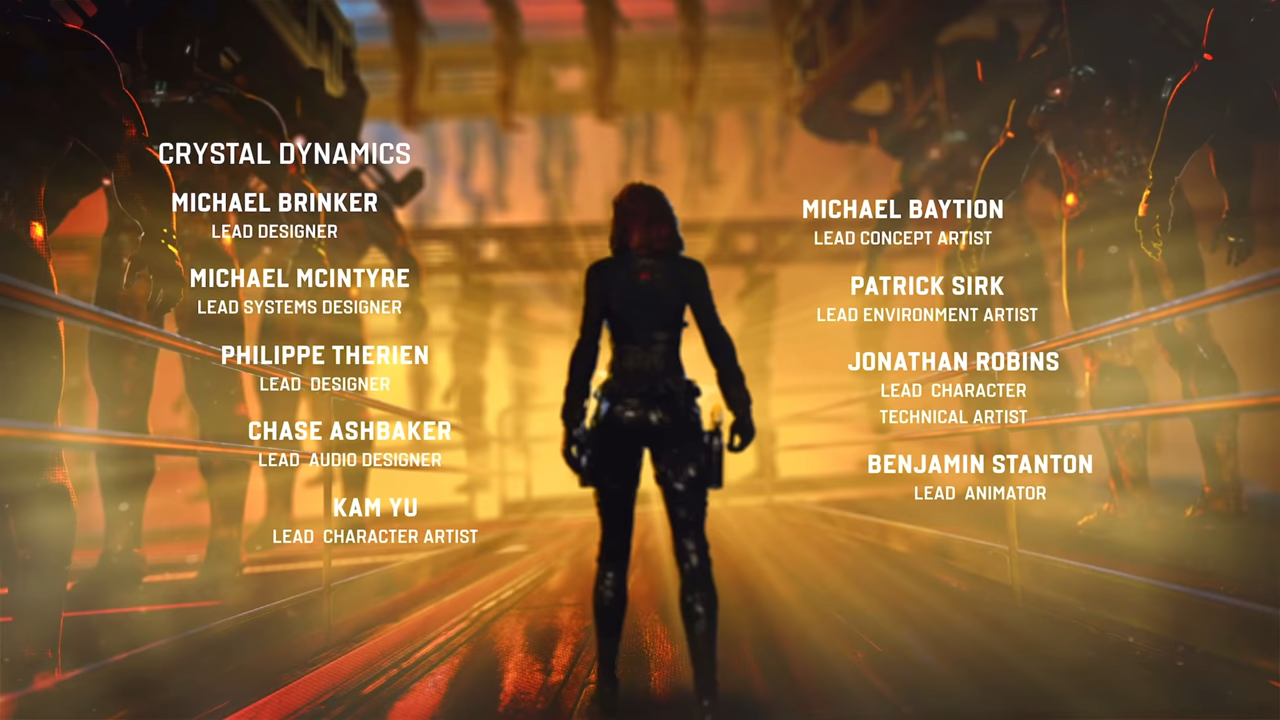 CRYSTAL DYNAMICS
MICHAEL BRINKER
LEAD DESIGNER
MICHAEL MCINTYRE
LEAD SYSTEMS DESIGNER
PHILIPPE THERIEN
LEAD DESIGNER
CHASE ASHBAKER
LEAD AUDIO DESIGNER
KAM YU
LEAD CHARACTER ARTIST
MICHAEL BAYTION
LEAD CONCEPT ARTIST
PATRICK SIRK
LEAD ENVIRONMENT ARTIST
JONATHAN ROBINS
LEAD CHARACTER
TECHNICAL ARTIST
BENJAMIN STANTON
LEAD ANIMATOR